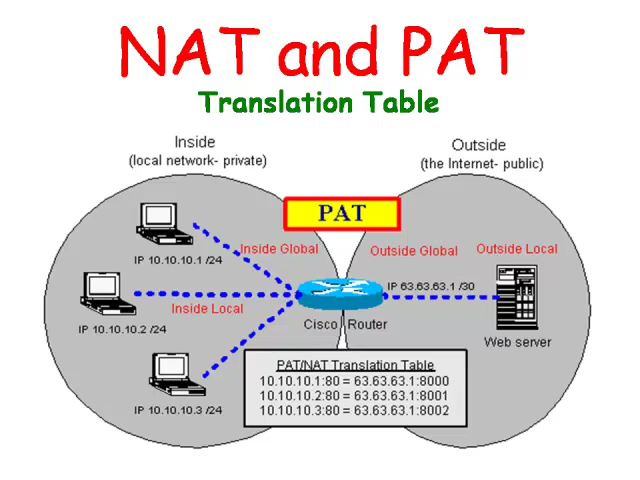 NAT and PAT
Translation Table
Inside
(local network- private)
Outside
(the Internet- public)
PAT
Inside Global
Outside Global
Outside Local
IP 10.10.10.1 /24
IP 63.63.63.1 /30
Inside Local
Cisco Router
IP 10.10.10.2 /24
Web server
PAT/NAT Translation Table
10.10.10.1:80 = 63.63.63.1:8000
10.10.10.2:80 = 63.63.63.1:8001
10.10.10.3:80 = 63.63.63.1:8002
IP 10.10.10.3 /24